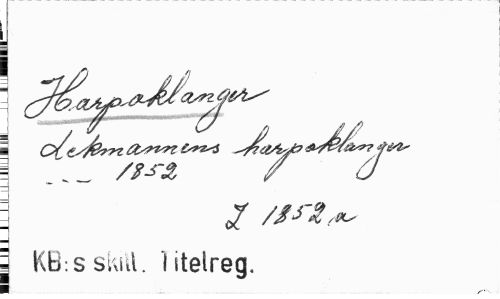 Harpoklanger
Lekmannens harpoklanger
--- 1852
I 1852 a
KB:s skill. Titelreg.